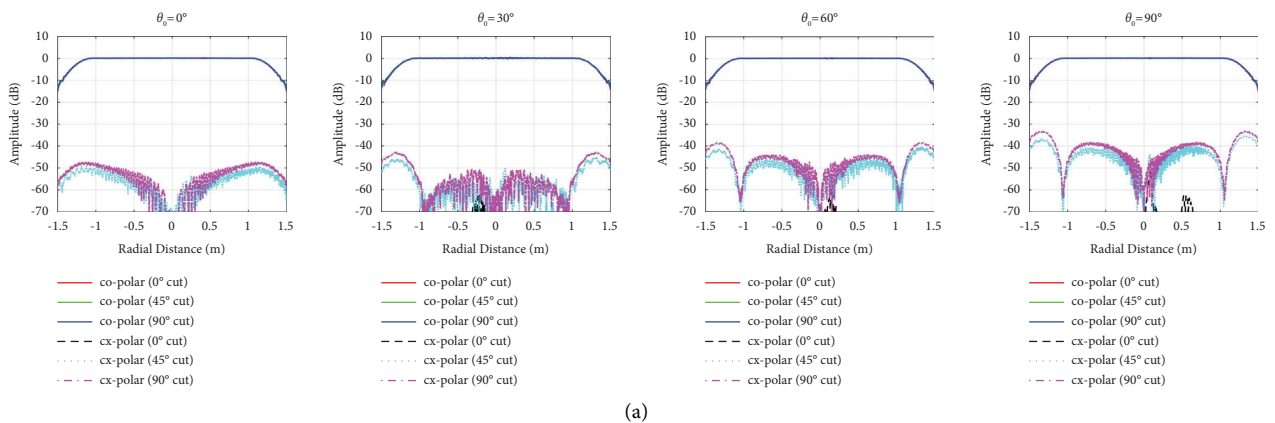 θ₀=0°
10
0
-10
-20
-30
-40
-50
-60
-70
Amplitude (dB)
-1.5 -1 -0.5 0 0.5 1 1.5
Radial Distance (m)
co-polar (0° cut)
co-polar (45° cut)
co-polar (90° cut)
cx-polar (0° cut)
cx-polar (45° cut)
cx-polar (90° cut)
θ₀=30°
10
0
-10
-20
-30
-40
-50
-60
-70
Amplitude (dB)
-1.5 -1 -0.5 0 0.5 1 1.5
Radial Distance (m)
co-polar (0° cut)
co-polar (45° cut)
co-polar (90° cut)
cx-polar (0° cut)
cx-polar (45° cut)
cx-polar (90° cut)
θ₀=60°
10
0
-10
-20
-30
-40
-50
-60
-70
Amplitude (dB)
-1.5 -1 -0.5 0 0.5 1 1.5
Radial Distance (m)
co-polar (0° cut)
co-polar (45° cut)
co-polar (90° cut)
cx-polar (0° cut)
cx-polar (45° cut)
cx-polar (90° cut)
θ₀=90°
10
0
-10
-20
-30
-40
-50
-60
-70
Amplitude (dB)
-1.5 -1 -0.5 0 0.5 1 1.5
Radial Distance (m)
co-polar (0° cut)
co-polar (45° cut)
co-polar (90° cut)
cx-polar (0° cut)
cx-polar (45° cut)
cx-polar (90° cut)
(a)